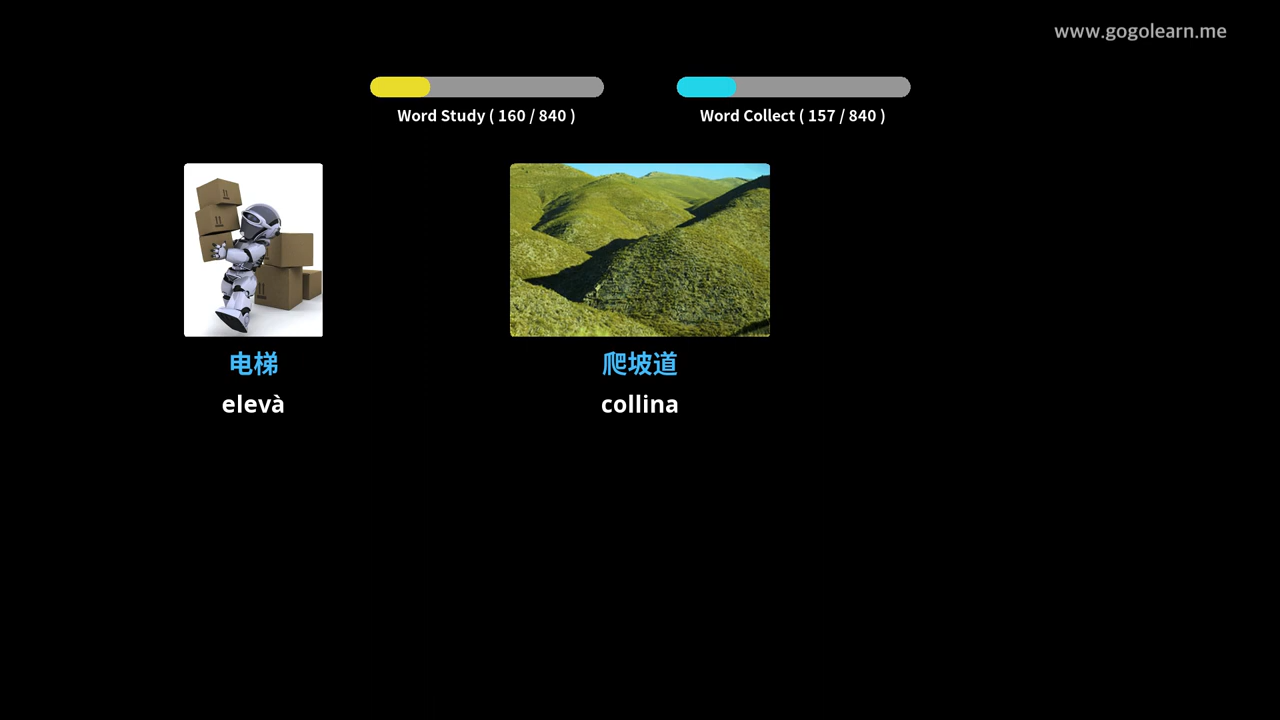 www.gogolearn.me
Word Study ( 160 / 840 )
Word Collect ( 157 / 840 )
电梯
elevà
爬坡道
collina